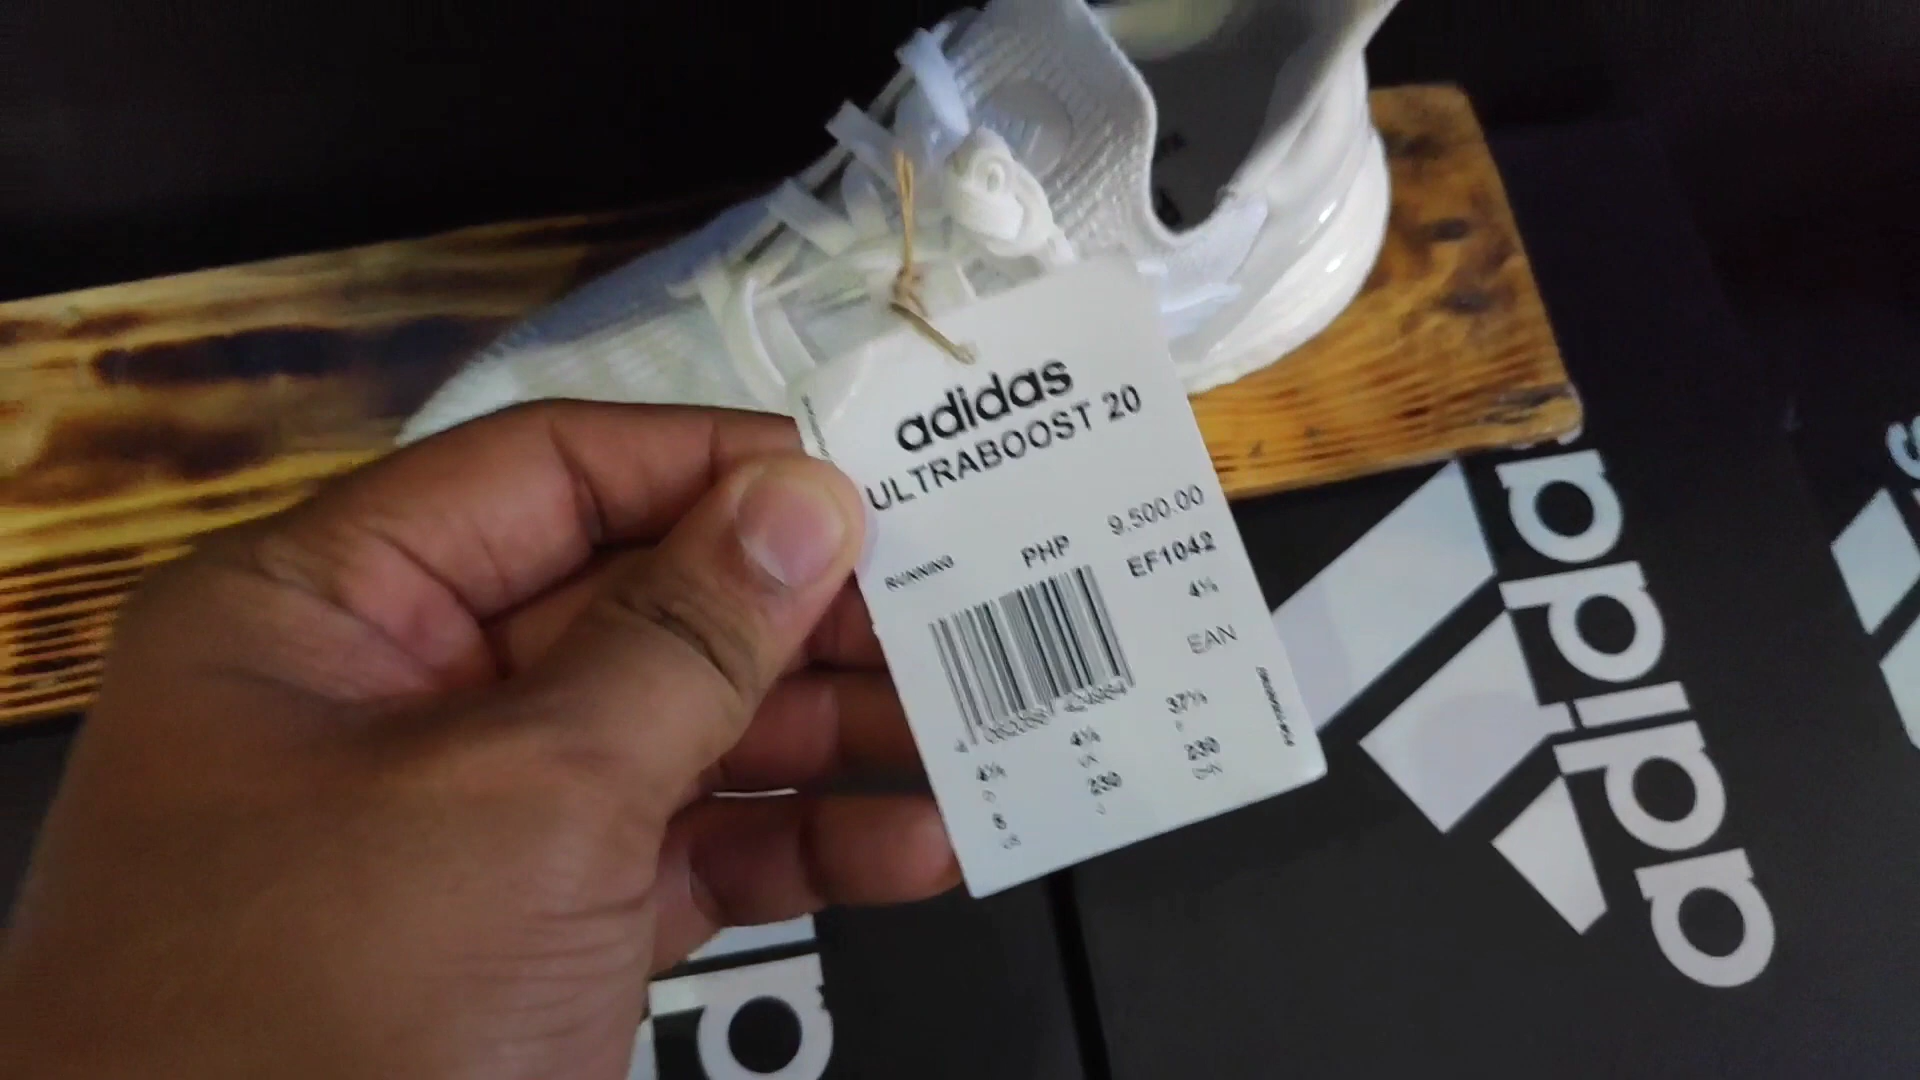 adidas
ULTRABOOST 20
9,500.00
RUNNING
PHP
EF1042
4½
EAN
4½
4½
37⅓
5
230
230
UK
adidas
adidas